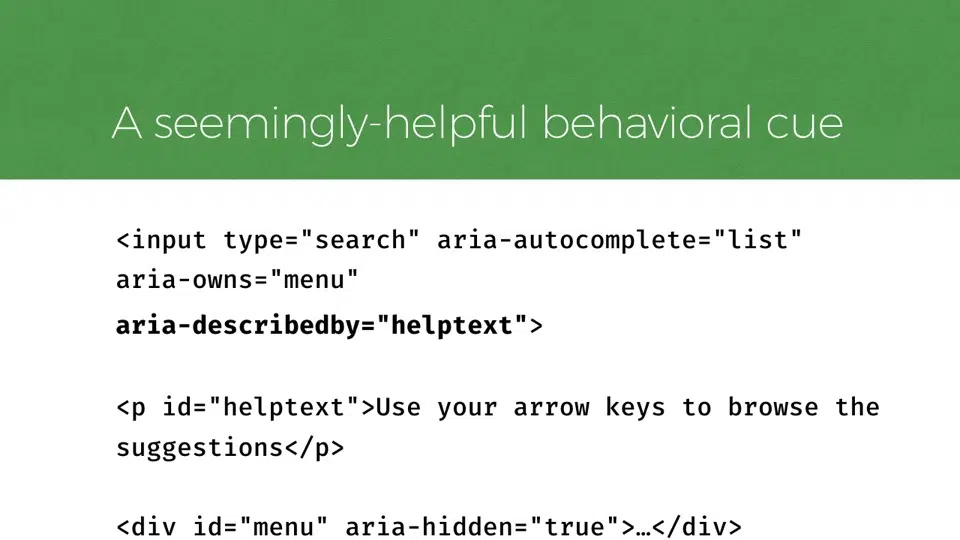 A seemingly-helpful behavioral cue
<input type="search" aria-autocomplete="list"
aria-owns="menu"
aria-describedby="helptext">
<p id="helptext">Use your arrow keys to browse the
suggestions</p>
<div id="menu" aria-hidden="true">…</div>